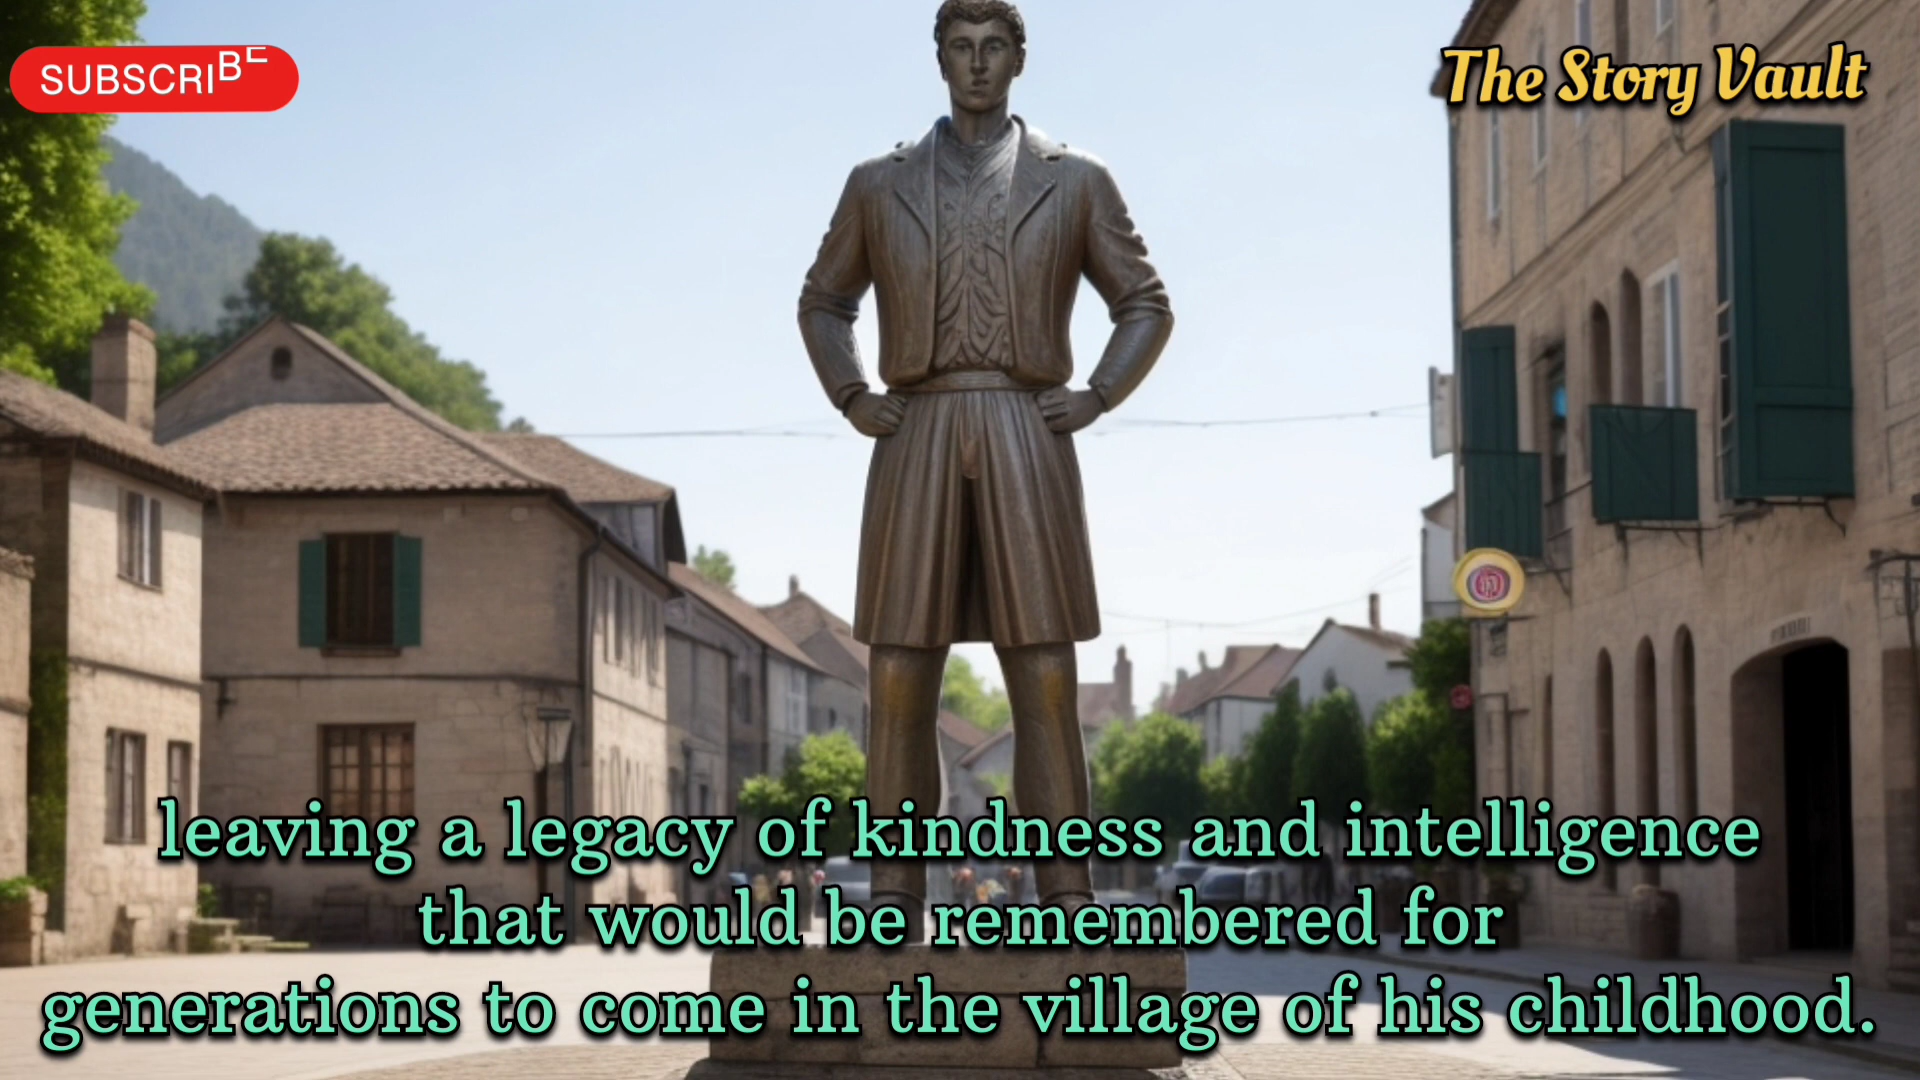 SUBSCRIBE
The Story Vault
leaving a legacy of kindness and intelligence
that would be remembered for
generations to come in the village of his childhood.